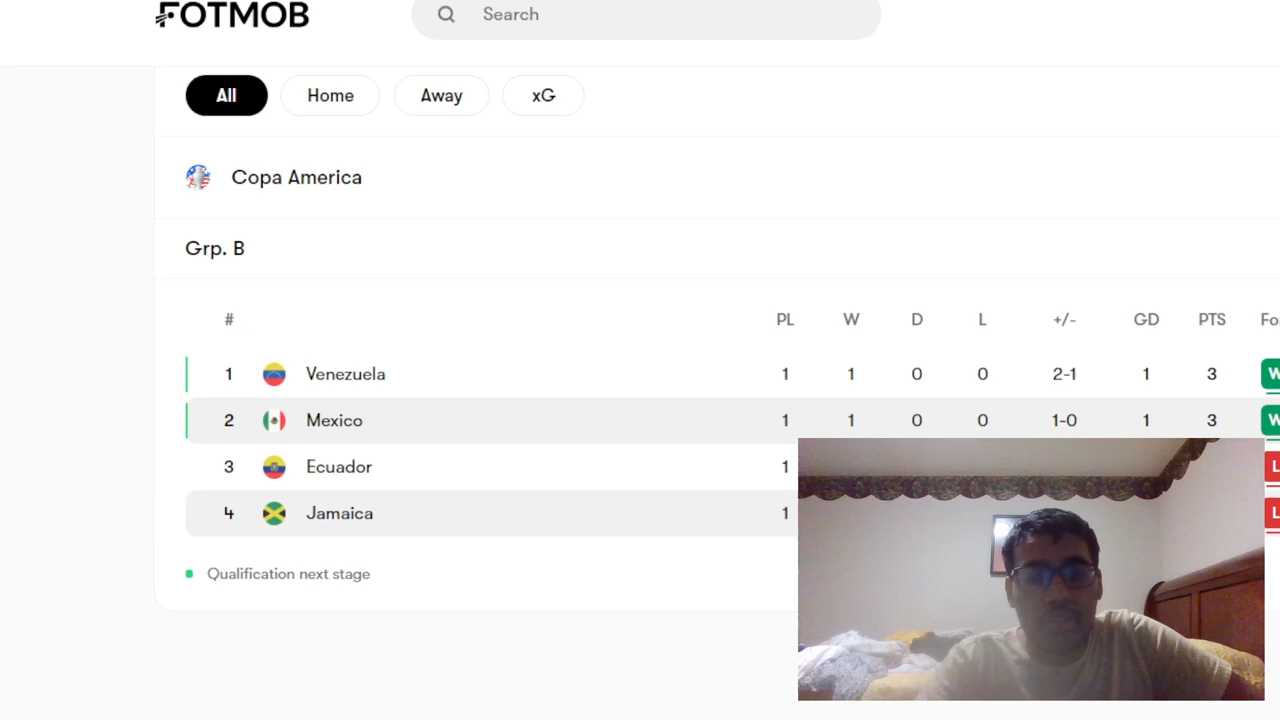 FOTMOB Search
All Home Away xG
Copa America
Grp. B
# PL W D L +/- GD PTS
1 Venezuela 1 1 0 0 2-1 1 3 W
2 Mexico 1 1 0 0 1-0 1 3 W
3 Ecuador 1 L
4 Jamaica 1 L
Qualification next stage